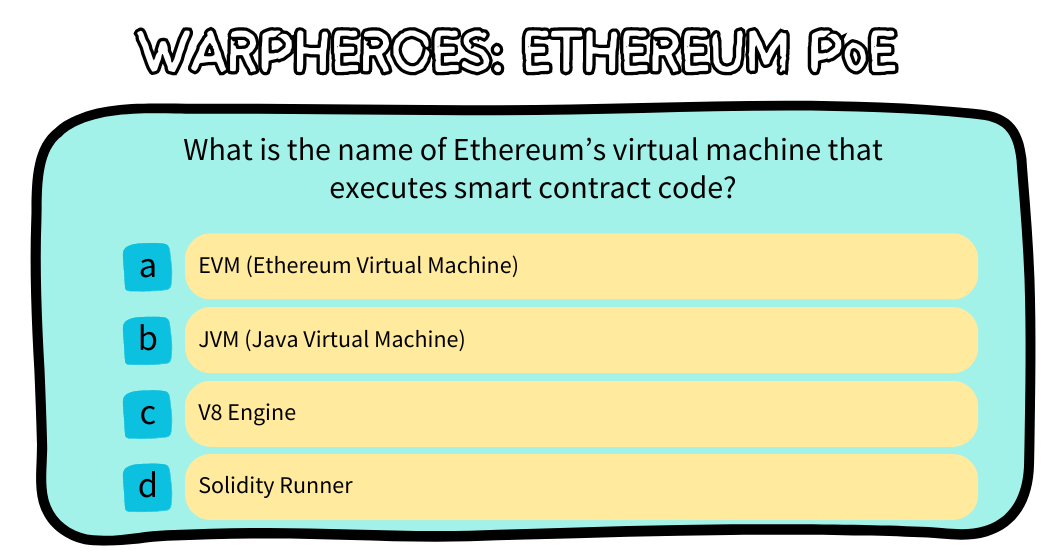 WARPHEROES: ETHEREUM PoE
What is the name of Ethereum’s virtual machine that
executes smart contract code?
a EVM (Ethereum Virtual Machine)
b JVM (Java Virtual Machine)
c V8 Engine
d Solidity Runner